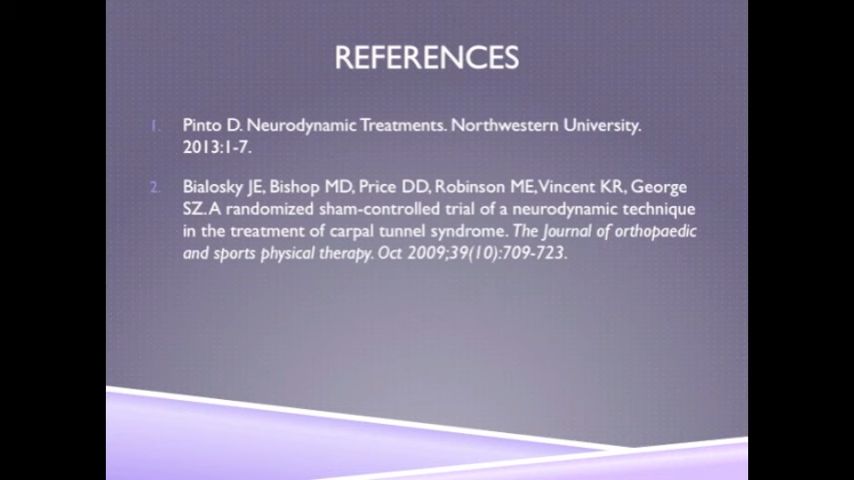 REFERENCES
1. Pinto D. Neurodynamic Treatments. Northwestern University.
2013:1-7.
2. Bialosky JE, Bishop MD, Price DD, Robinson ME, Vincent KR, George
SZ. A randomized sham-controlled trial of a neurodynamic technique
in the treatment of carpal tunnel syndrome. The Journal of orthopaedic
and sports physical therapy. Oct 2009;39(10):709-723.